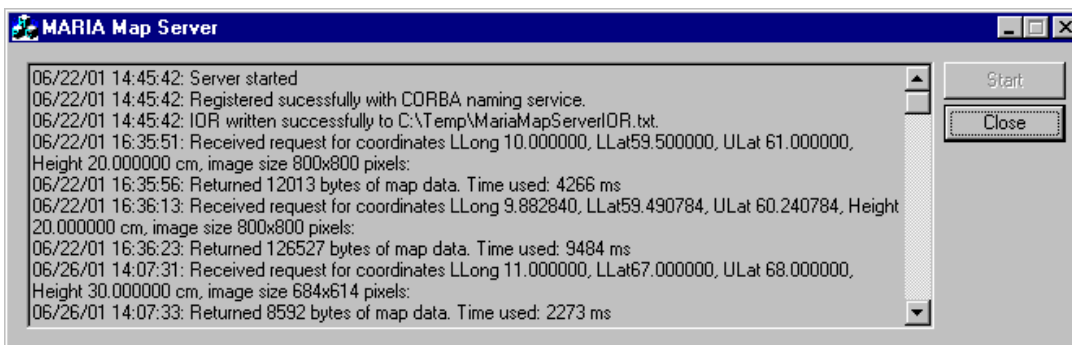 MARIA Map Server
06/22/01 14:45:42: Server started
06/22/01 14:45:42: Registered sucessfully with CORBA naming service.
06/22/01 14:45:42: IOR written successfully to C:\Temp\MariaMapServerIOR.txt.
06/22/01 16:35:51: Received request for coordinates LLong 10.000000, LLat59.500000, ULat 61.000000,
Height 20.000000 cm, image size 800x800 pixels:
06/22/01 16:35:56: Returned 12013 bytes of map data. Time used: 4266 ms
06/22/01 16:36:13: Received request for coordinates LLong 9.882840, LLat59.490784, ULat 60.240784, Height
20.000000 cm, image size 800x800 pixels:
06/22/01 16:36:23: Returned 126527 bytes of map data. Time used: 9484 ms
06/26/01 14:07:31: Received request for coordinates LLong 11.000000, LLat67.000000, ULat 68.000000,
Height 30.000000 cm, image size 684x614 pixels:
06/26/01 14:07:33: Returned 8592 bytes of map data. Time used: 2273 ms
Start
Close